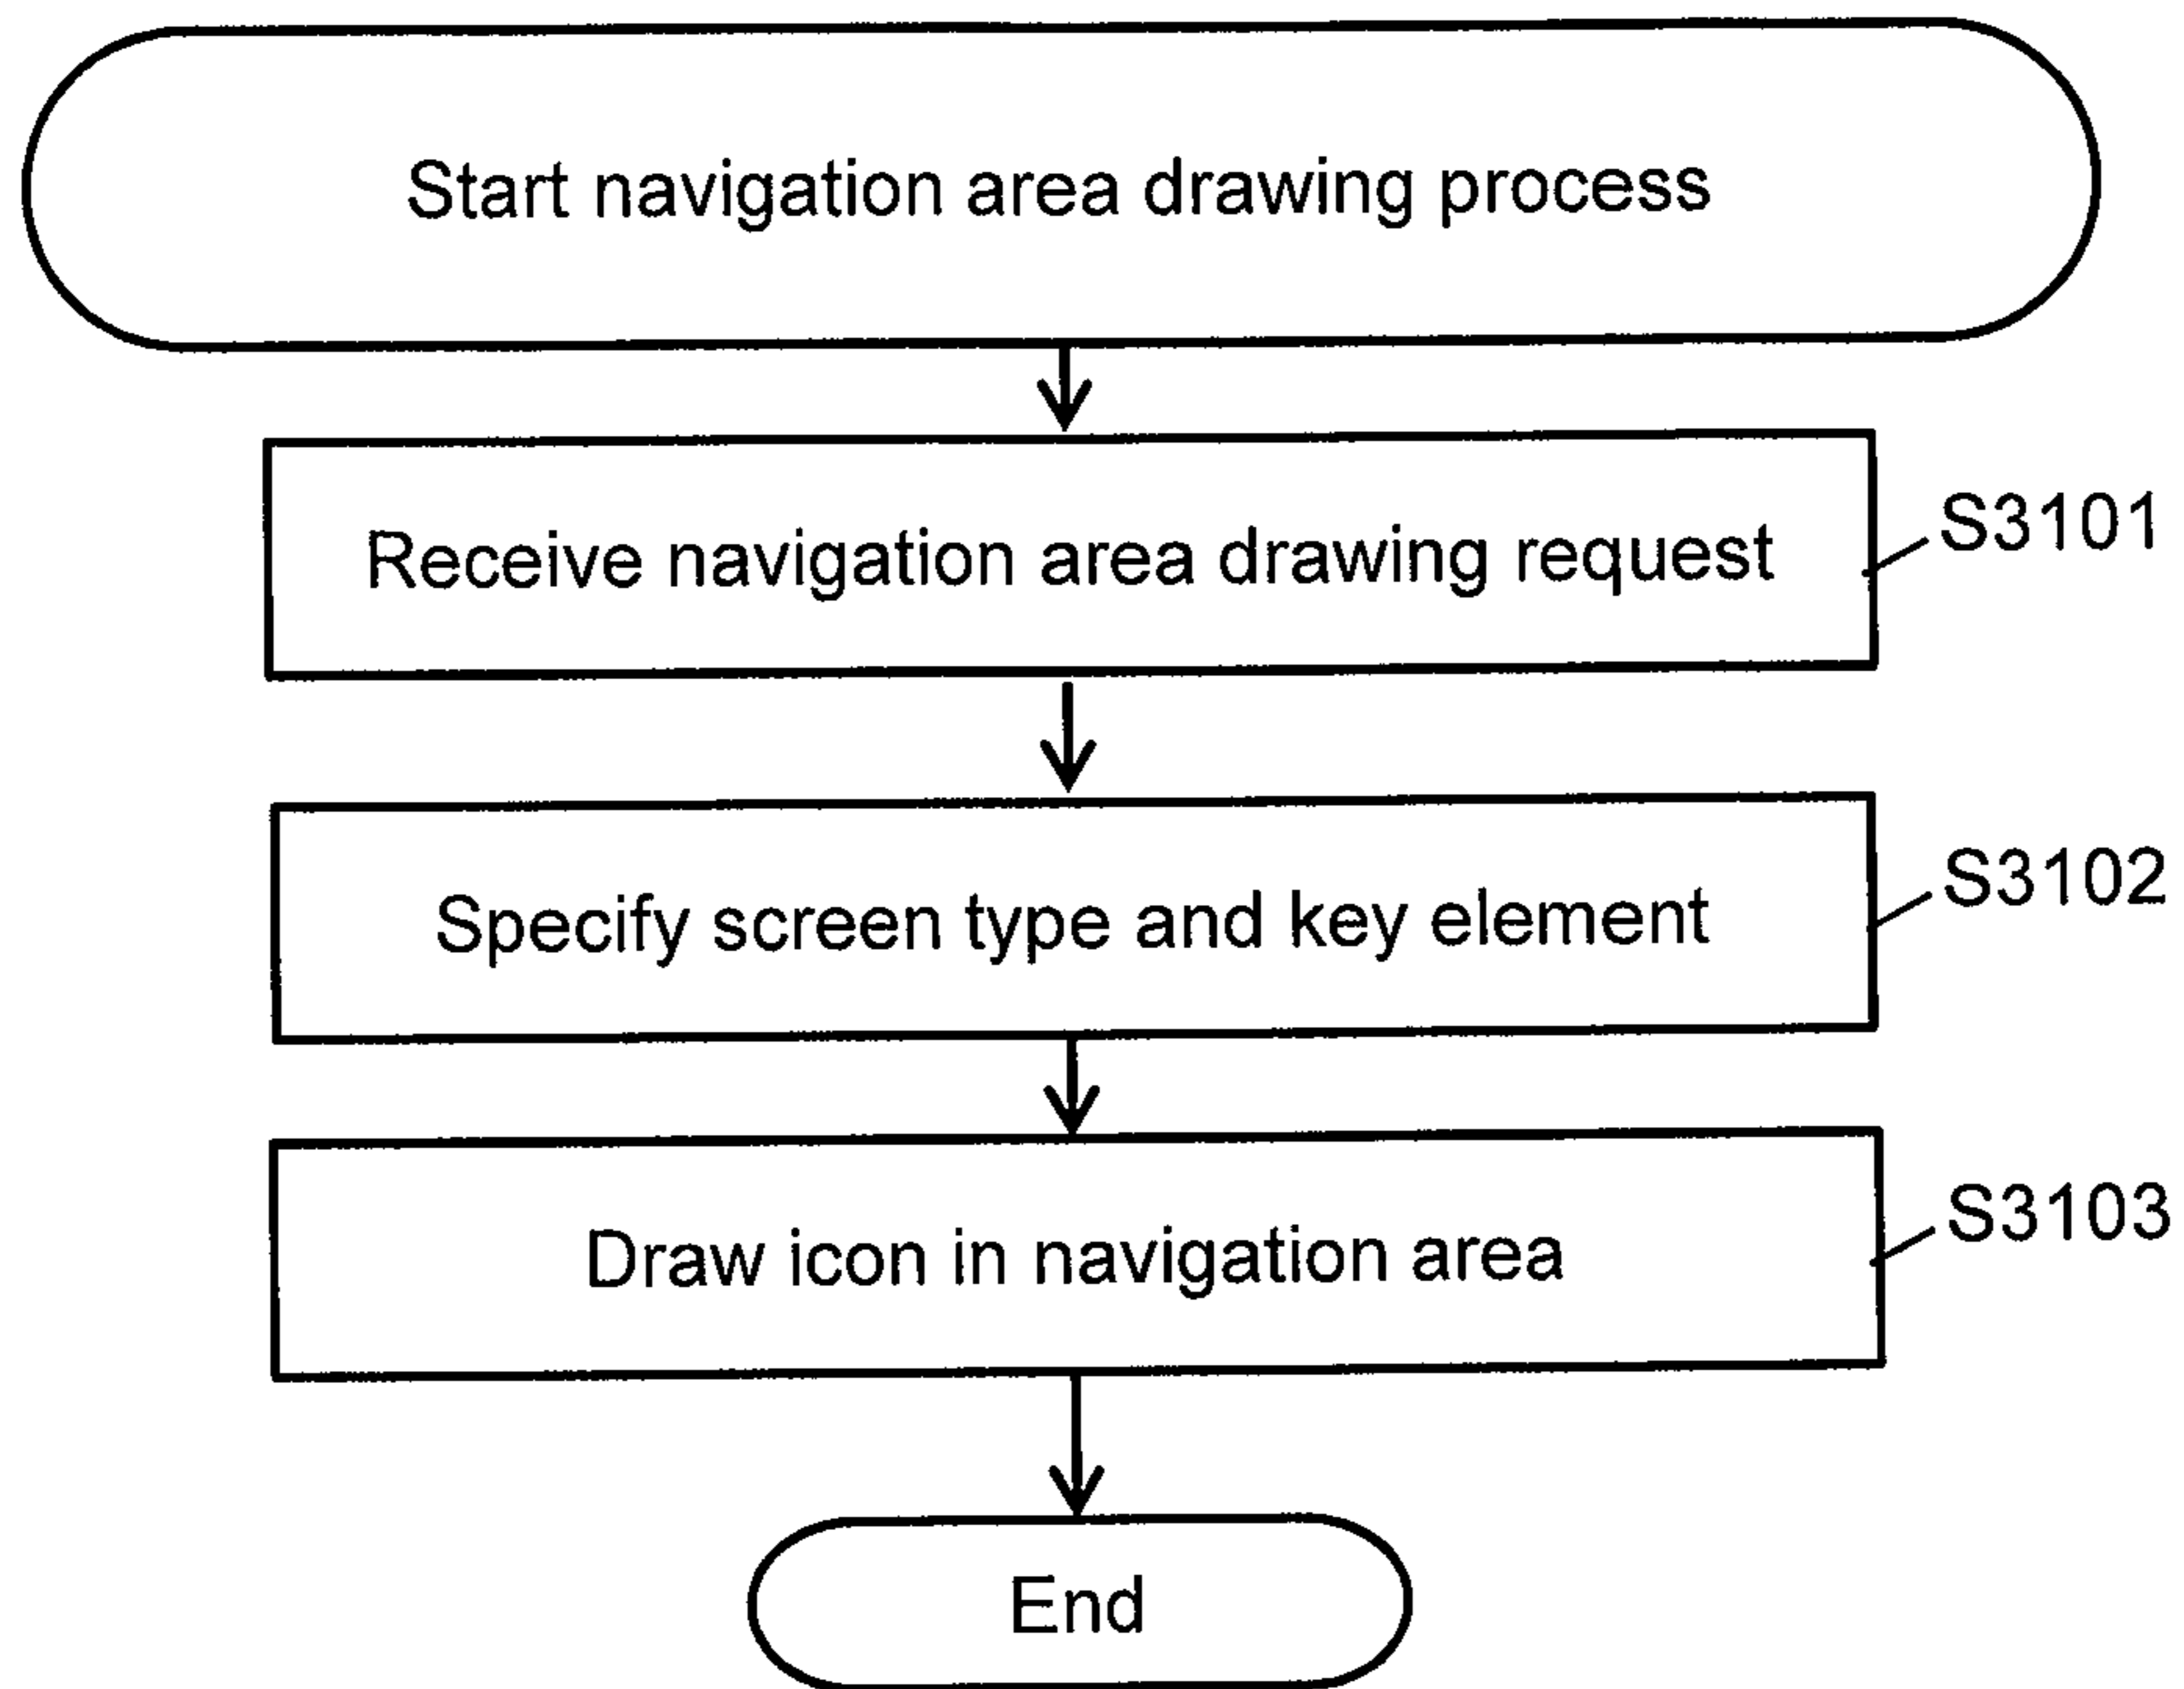 Start navigation area drawing process
Receive navigation area drawing request
S3101
Specify screen type and key element
S3102
Draw icon in navigation area
S3103
End